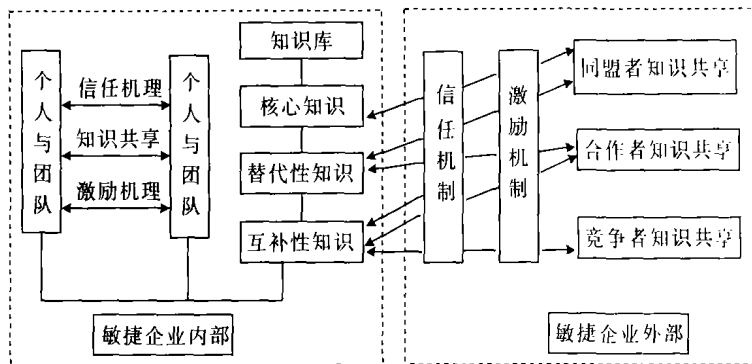 个人与团队
信任机理
知识共享
激励机理
个人与团队
知识库
核心知识
替代性知识
互补性知识
敏捷企业内部
信任机制
激励机制
同盟者知识共享
合作者知识共享
竞争者知识共享
敏捷企业外部